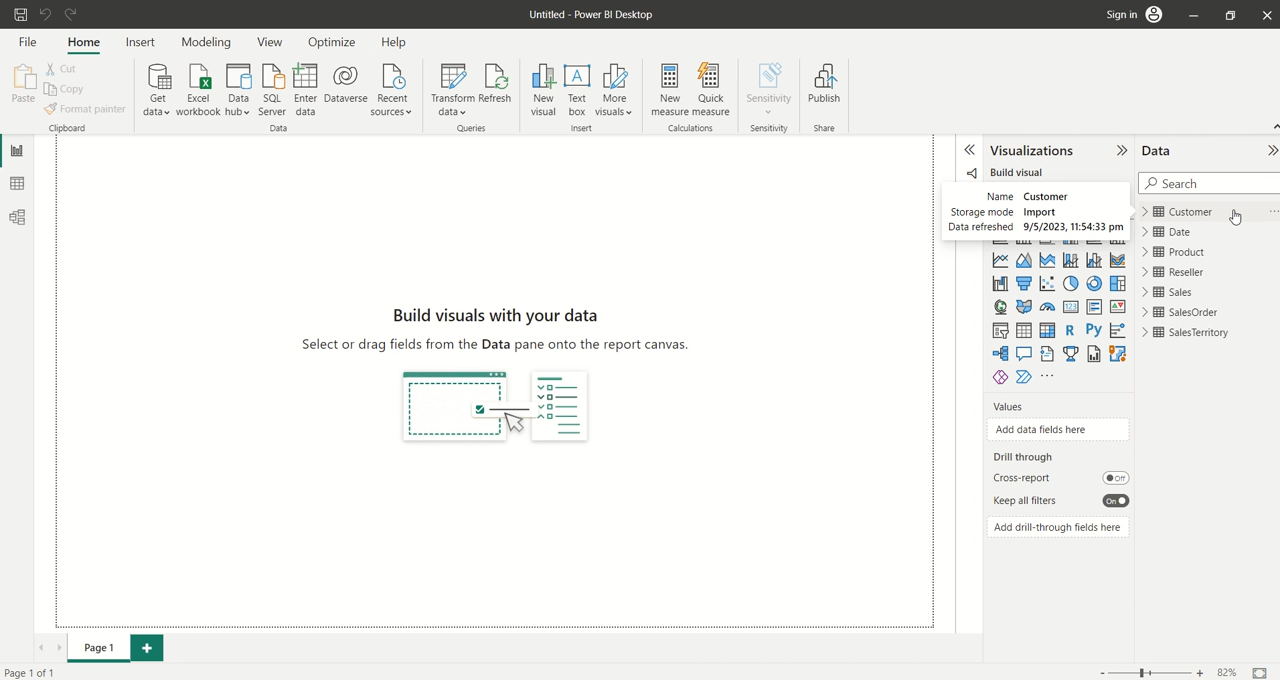 Untitled - Power BI Desktop
Sign in
File Home Insert Modeling View Optimize Help
Paste
Cut
Copy
Format painter
Clipboard
Get data
Excel workbook
Data hub
SQL Server
Enter data
Dataverse
Recent sources
Data
Transform data
Refresh
Queries
New visual
Text box
More visuals
Insert
New measure
Quick measure
Calculations
Sensitivity
Sensitivity
Publish
Share
Build visuals with your data
Select or drag fields from the Data pane onto the report canvas.
Visualizations
Build visual
Name Customer
Storage mode Import
Data refreshed 9/5/2023, 11:54:33 pm
123
R
Py
Values
Add data fields here
Drill through
Cross-report Off
Keep all filters On
Add drill-through fields here
Data
Search
Customer
Date
Product
Reseller
Sales
SalesOrder
SalesTerritory
Page 1
Page 1 of 1
82%